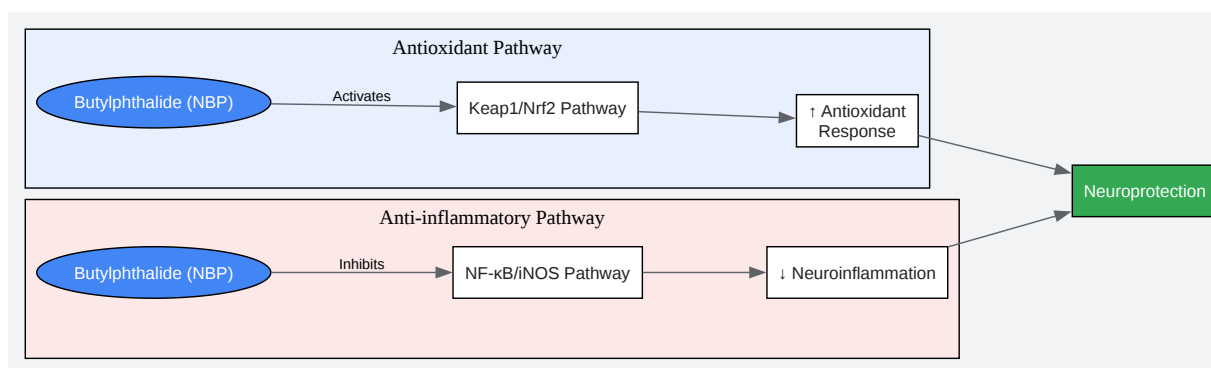 Antioxidant Pathway
Butylphthalide (NBP)
Activates
Keap1/Nrf2 Pathway
↑ Antioxidant
Response
Neuroprotection
Anti-inflammatory Pathway
Butylphthalide (NBP)
Inhibits
NF-κB/iNOS Pathway
↓ Neuroinflammation